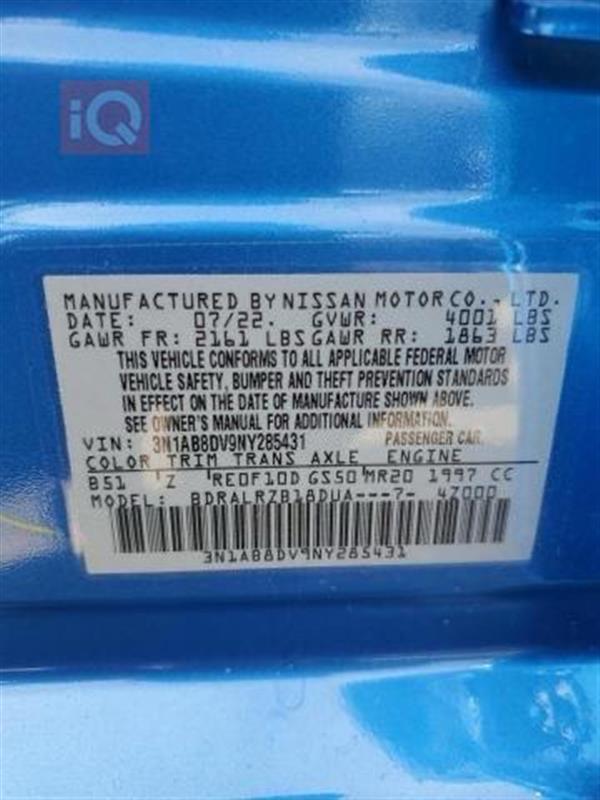 iQ
MANUFACTURED BY NISSAN MOTOR CO., LTD.
DATE: 07/22. GVWR: 4001 LBS
GAWR FR: 2161 LBS GAWR RR: 1863 LBS
THIS VEHICLE CONFORMS TO ALL APPLICABLE FEDERAL MOTOR
VEHICLE SAFETY, BUMPER AND THEFT PREVENTION STANDARDS
IN EFFECT ON THE DATE OF MANUFACTURE SHOWN ABOVE.
SEE OWNER'S MANUAL FOR ADDITIONAL INFORMATION.
VIN: 3N1AB8DV9NY285431 PASSENGER CAR
COLOR TRIM TRANS AXLE ENGINE
B51 Z RE0F10D GS50 MR20 1997 CC
MODEL: BDRALRZB18DUA---7- 4Z000
3N1AB8DV9NY285431